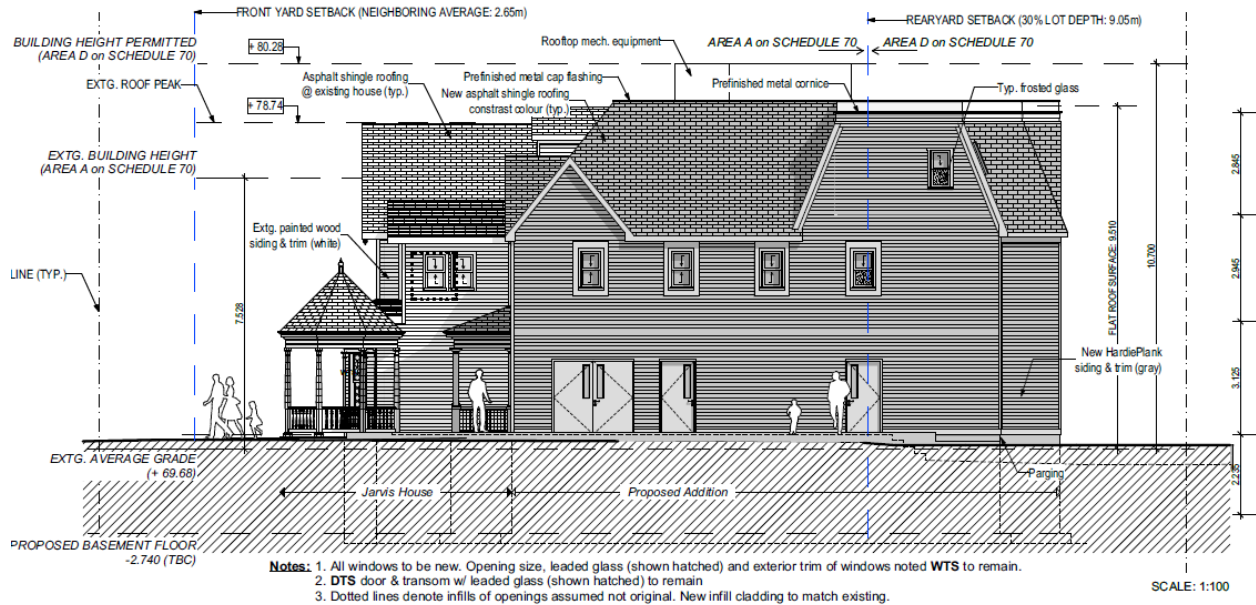 FRONT YARD SETBACK (NEIGHBORING AVERAGE: 2.65m)
REARYARD SETBACK (30% LOT DEPTH: 9.05m)
BUILDING HEIGHT PERMITTED
(AREA D on SCHEDULE 70)
+ 80.28
Rooftop mech. equipment
AREA A on SCHEDULE 70
AREA D on SCHEDULE 70
EXTG. ROOF PEAK
Asphalt shingle roofing
@ existing house (typ.)
Prefinished metal cap flashing
New asphalt shingle roofing
constrast colour (typ.)
Prefinished metal cornice
Typ. frosted glass
+ 78.74
EXTG. BUILDING HEIGHT
(AREA A on SCHEDULE 70)
Extg. painted wood
siding & trim (white)
LINE (TYP.)
7.528
FLAT ROOF SURFACE: 9.510
10.700
2.845
2.945
3.125
2.235
New HardiePlank
siding & trim (gray)
EXTG. AVERAGE GRADE
(+ 69.68)
Parging
Jarvis House
Proposed Addition
PROPOSED BASEMENT FLOOR
-2.740 (TBC)
Notes: 1. All windows to be new. Opening size, leaded glass (shown hatched) and exterior trim of windows noted WTS to remain.
2. DTS door & transom w/ leaded glass (shown hatched) to remain
3. Dotted lines denote infills of openings assumed not original. New infill cladding to match existing.
SCALE: 1:100